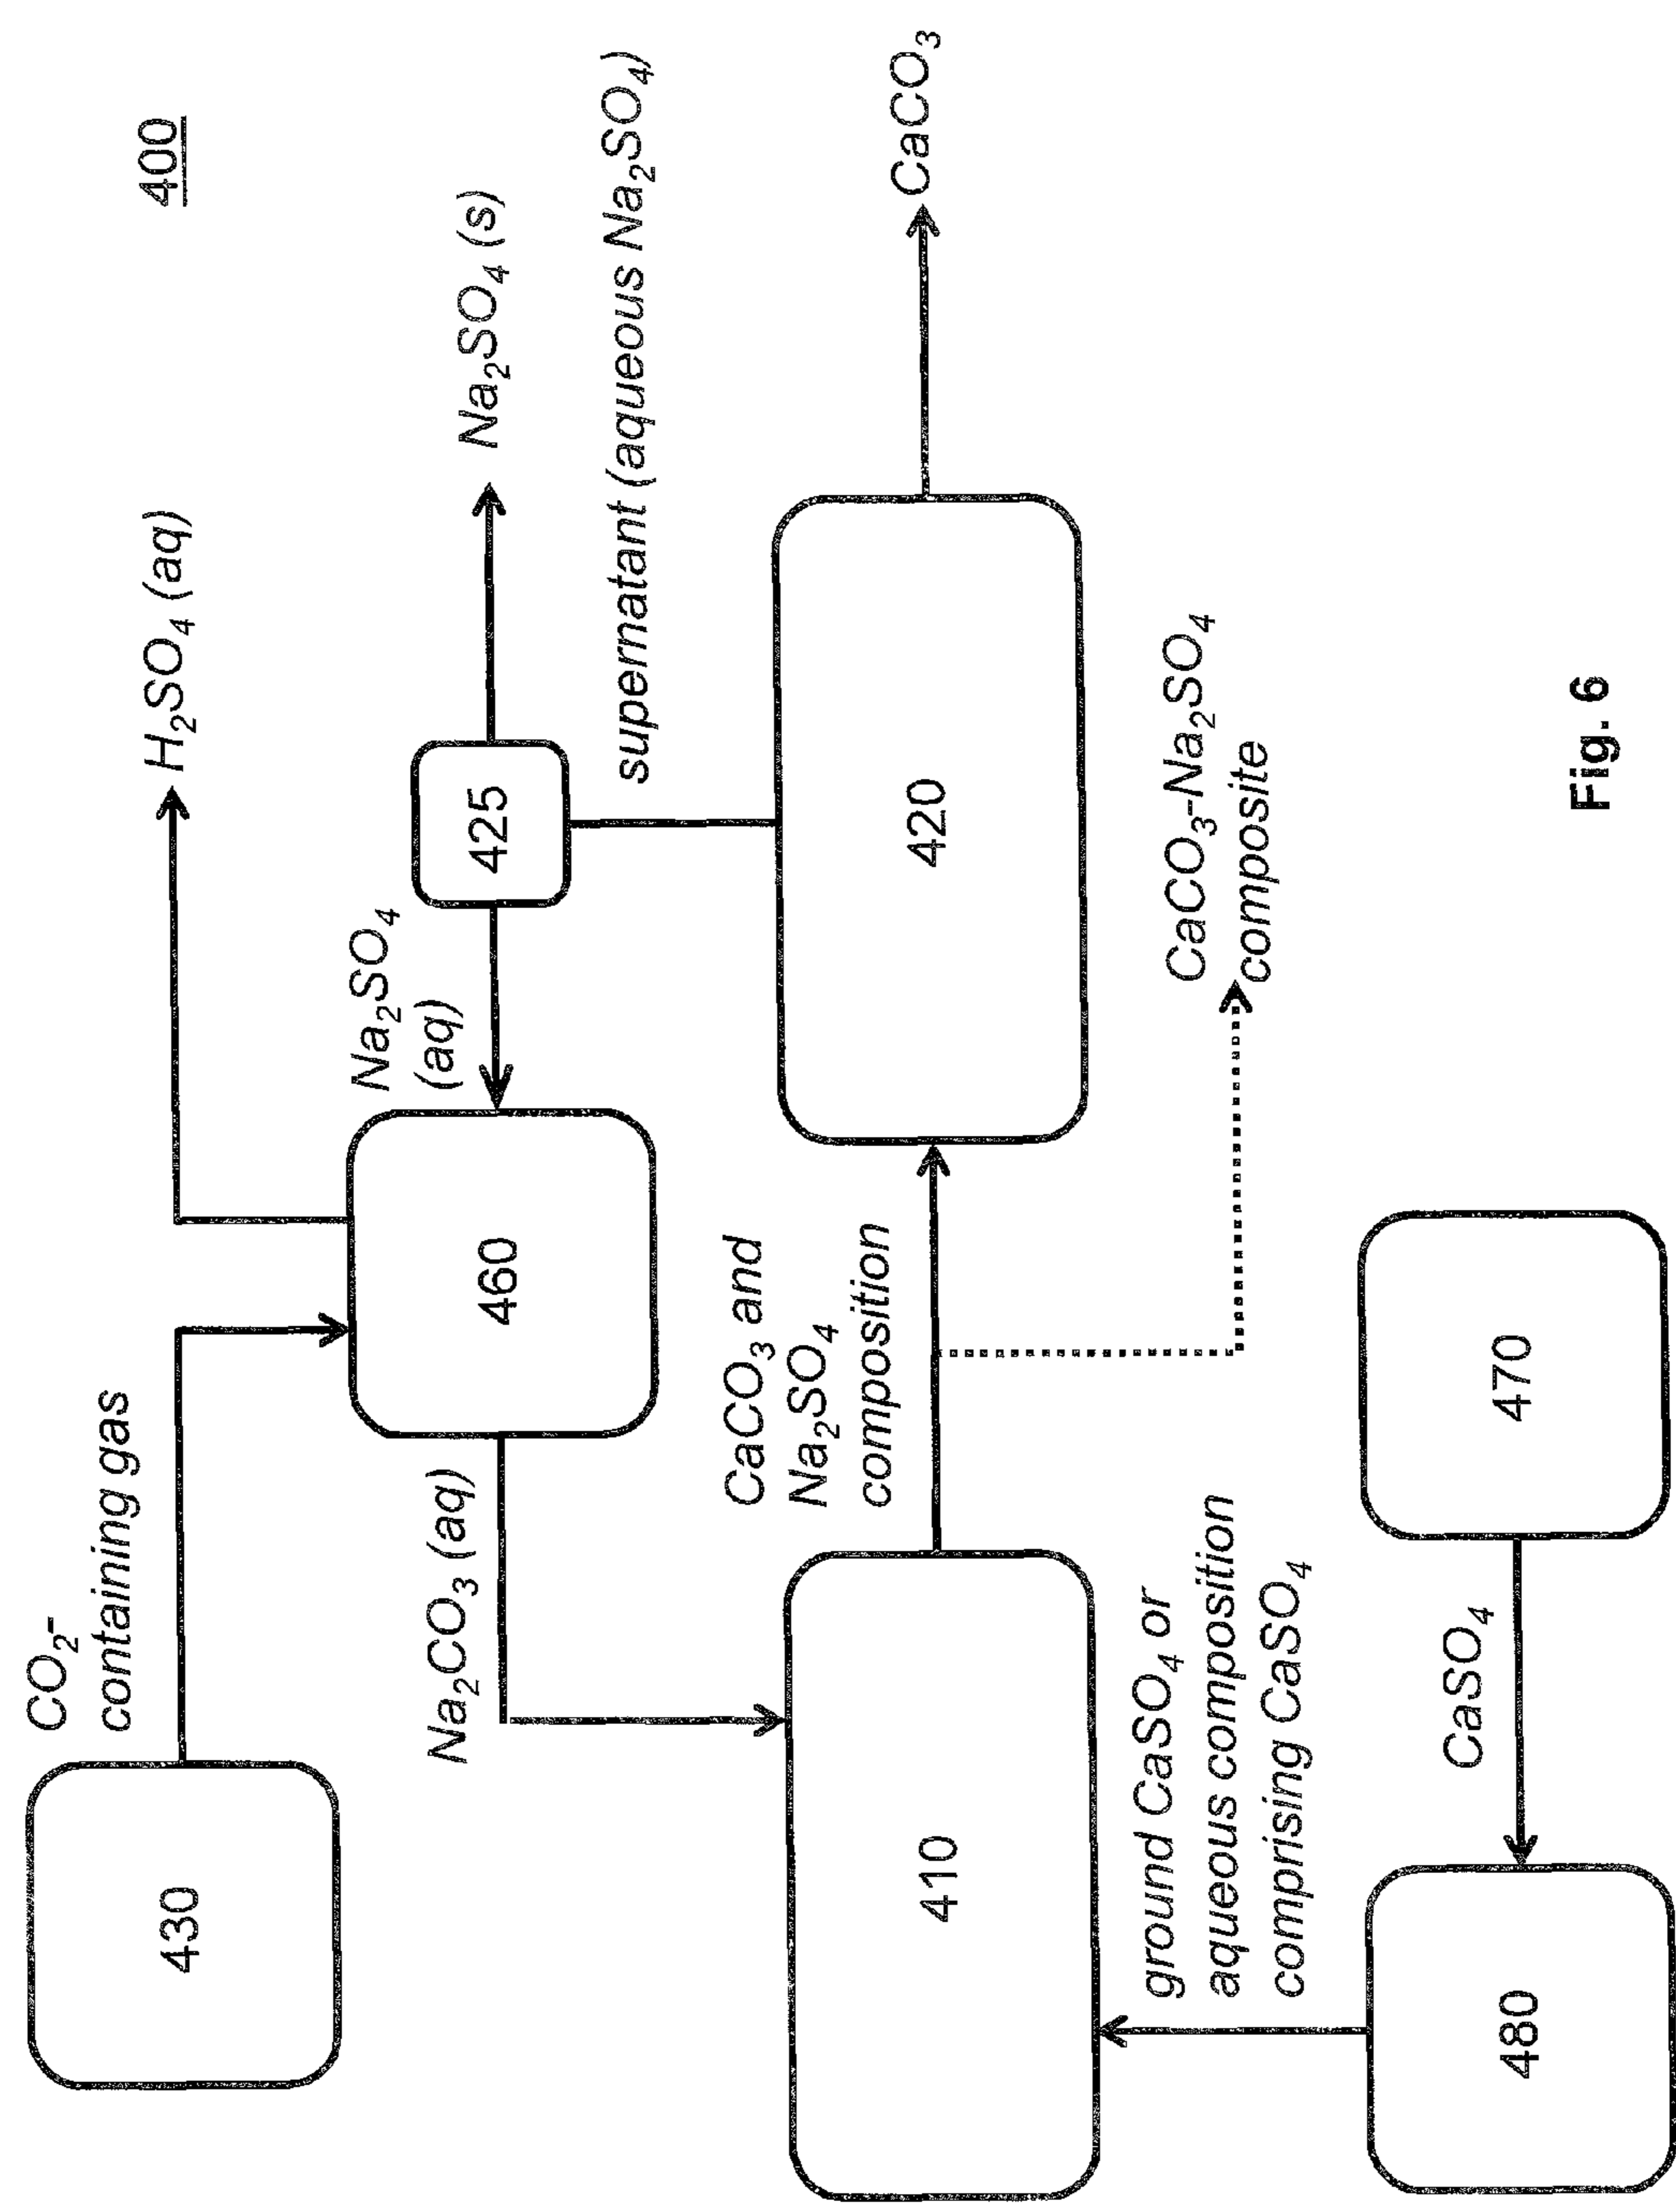 400
CO₂-
containing gas
430
H₂SO₄ (aq)
Na₂SO₄
(aq)
Na₂SO₄ (s)
425
460
Na₂CO₃ (aq)
supernatant (aqueous Na₂SO₄)
CaCO₃ and
Na₂SO₄
composition
410
420
CaCO₃
ground CaSO₄ or
aqueous composition
comprising CaSO₄
CaCO₃-Na₂SO₄
composite
CaSO₄
480
470
Fig. 6